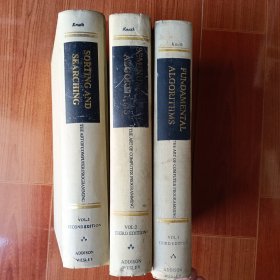 Knuth
SORTING AND
SEARCHING
THE ART OF COMPUTER PROGRAMMING
VOL. 3
SECOND EDITION
ADDISON
WESLEY
Knuth
ALGORITHMS
THE ART OF COMPUTER PROGRAMMING
VOL. 2
THIRD EDITION
ADDISON
WESLEY
Knuth
FUNDAMENTAL
ALGORITHMS
THE ART OF COMPUTER PROGRAMMING
VOL. 1
THIRD EDITION
ADDISON
WESLEY